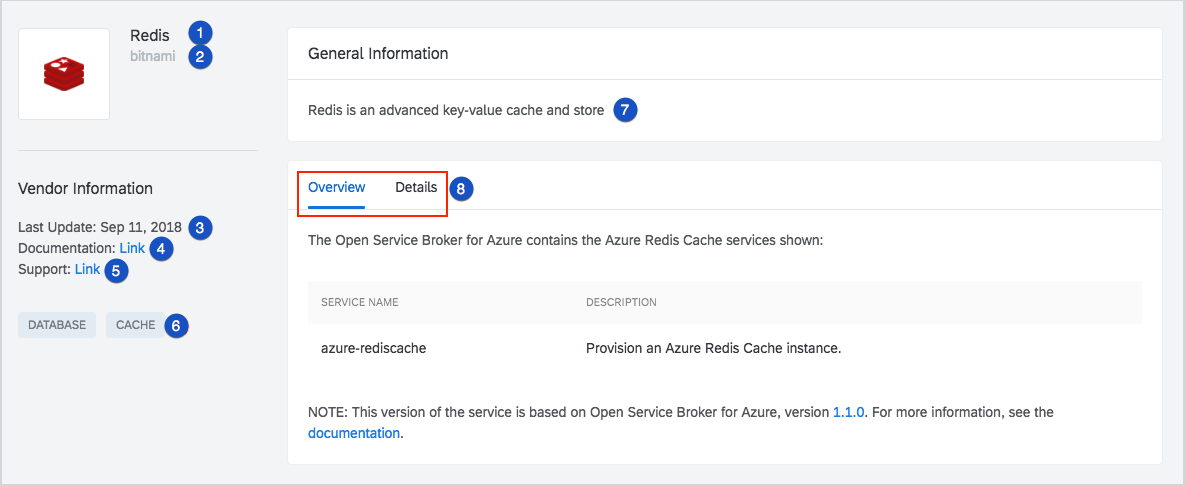 Redis 1
bitnami 2
Vendor Information
Last Update: Sep 11, 2018 3
Documentation: Link 4
Support: Link 5
DATABASE CACHE 6
General Information
Redis is an advanced key-value cache and store 7
Overview Details 8
The Open Service Broker for Azure contains the Azure Redis Cache services shown:
SERVICE NAME DESCRIPTION
azure-rediscache Provision an Azure Redis Cache instance.
NOTE: This version of the service is based on Open Service Broker for Azure, version 1.1.0. For more information, see the
documentation.